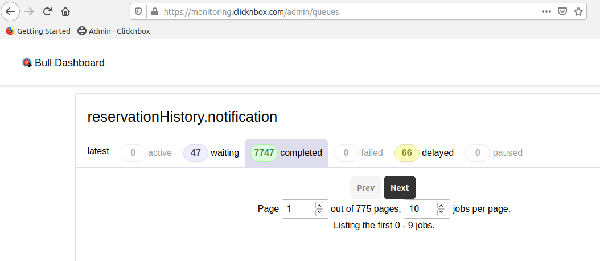 https://monitoring.clicknbox.com/admin/queues
Getting Started Admin - Clicknbox
Bull Dashboard
reservationHistory.notification
latest 0 active 47 waiting 7747 completed 0 failed 66 delayed 0 paused
Prev Next
Page 1 out of 775 pages, 10 jobs per page.
Listing the first 0 - 9 jobs.